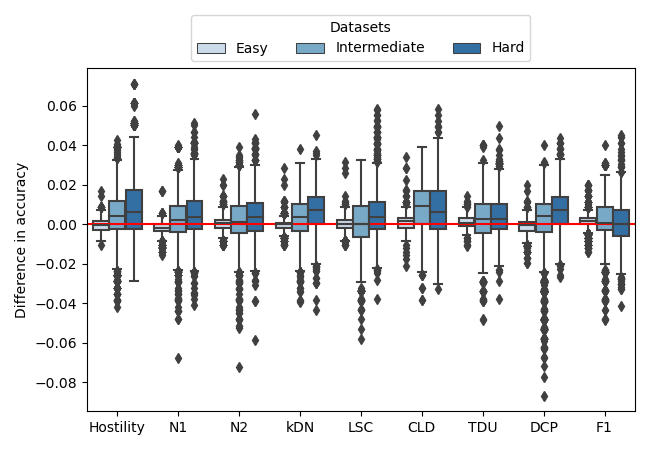 Datasets
Easy Intermediate Hard
Difference in accuracy
0.06
0.04
0.02
0.00
−0.02
−0.04
−0.06
−0.08
Hostility N1 N2 kDN LSC CLD TDU DCP F1